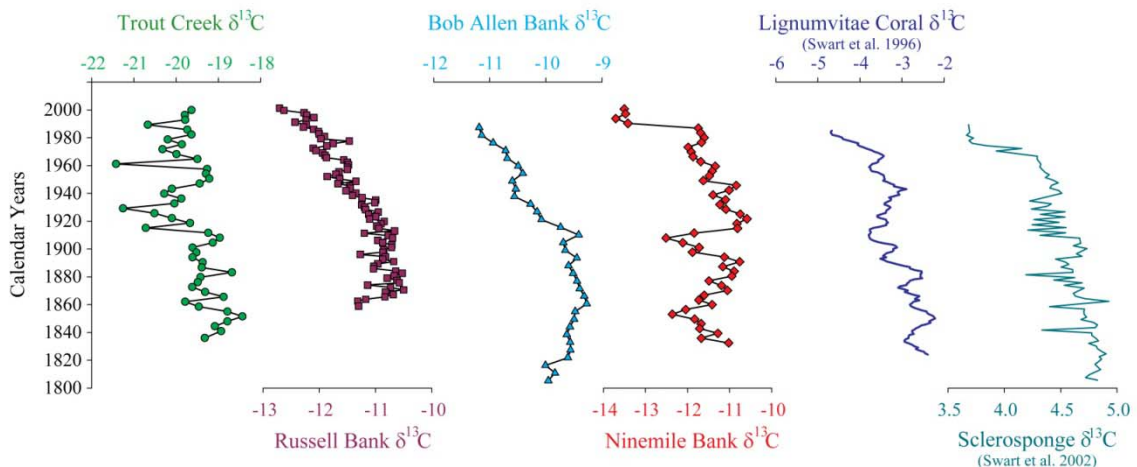 Trout Creek δ¹³C
Bob Allen Bank δ¹³C
Lignumvitae Coral δ¹³C
(Swart et al. 1996)
-22 -21 -20 -19 -18
-12 -11 -10 -9
-6 -5 -4 -3 -2
Calendar Years
2000
1980
1960
1940
1920
1900
1880
1860
1840
1820
1800
-13 -12 -11 -10
-14 -13 -12 -11 -10
3.5 4.0 4.5 5.0
Russell Bank δ¹³C
Ninemile Bank δ¹³C
Sclerosponge δ¹³C
(Swart et al. 2002)